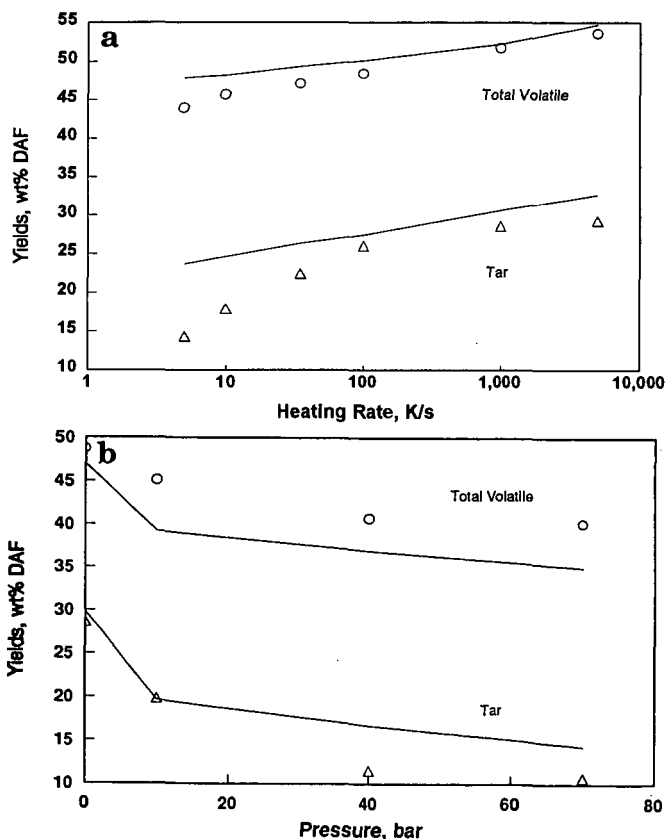 a
55
50
45
40
35
30
25
20
15
10
Yields, wt% DAF
Total Volatile
Tar
1
10
100
1,000
10,000
Heating Rate, K/s
b
50
45
40
35
30
25
20
15
10
Yields, wt% DAF
Total Volatile
Tar
0
20
40
60
80
Pressure, bar